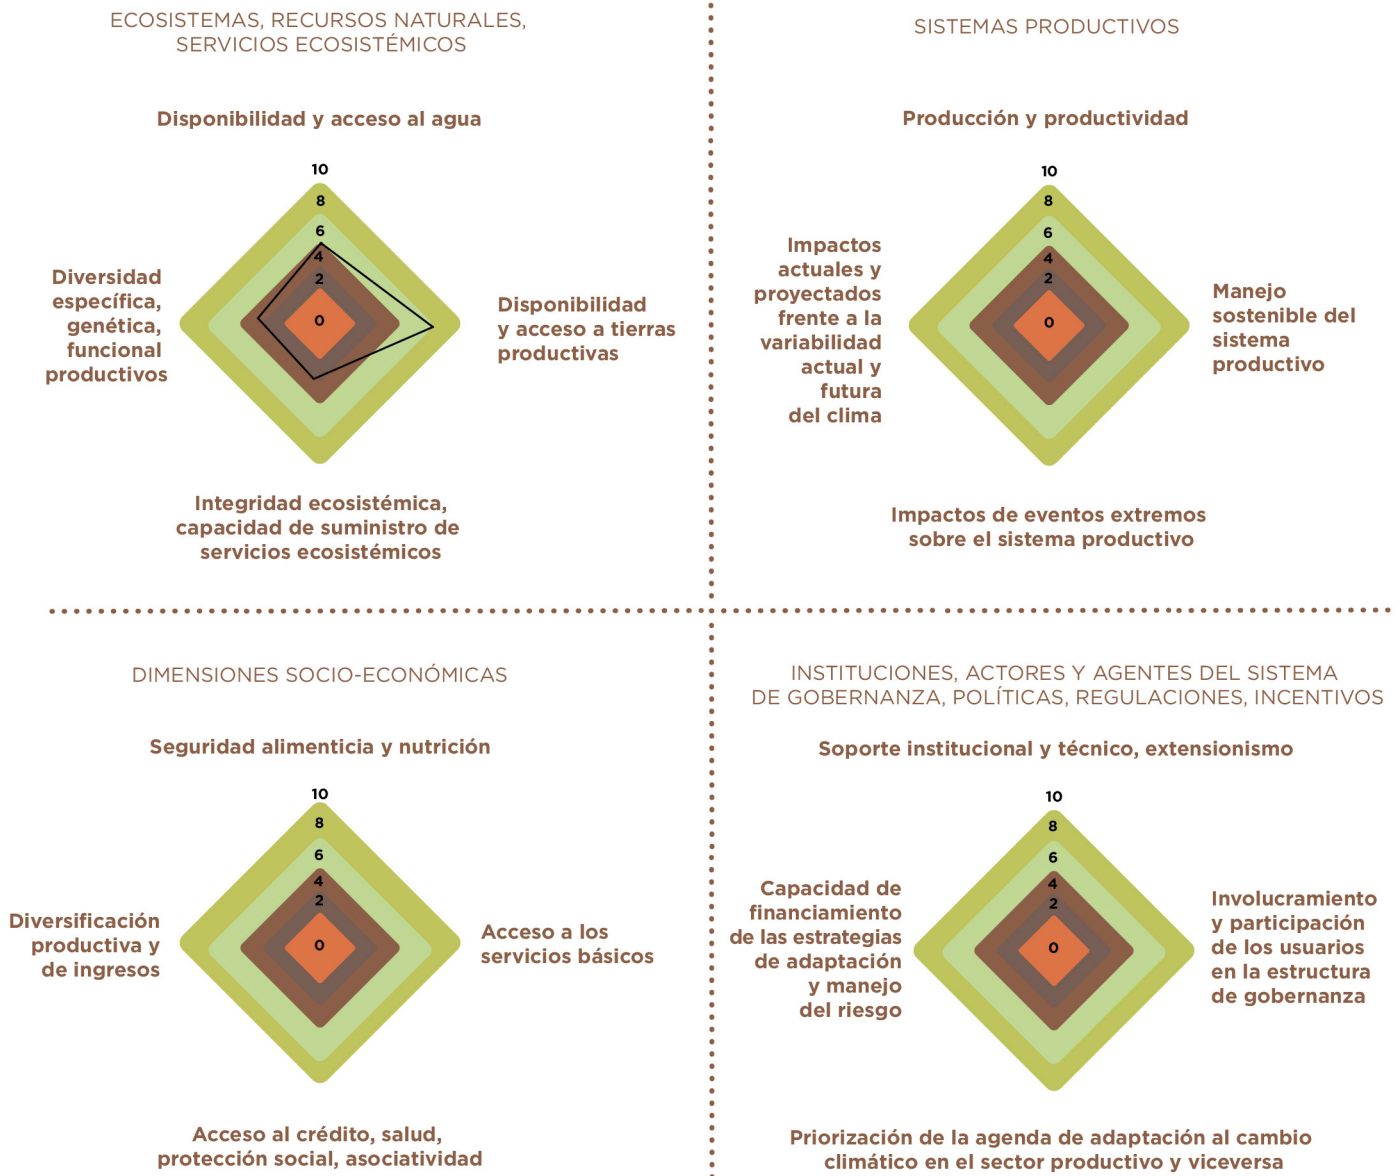 ECOSISTEMAS, RECURSOS NATURALES,
SERVICIOS ECOSISTÉMICOS
Disponibilidad y acceso al agua
10
8
6
4
2
0
Diversidad
específica,
genética,
funcional
productivos
Disponibilidad
y acceso a tierras
productivas
Integridad ecosistémica,
capacidad de suministro de
servicios ecosistémicos
SISTEMAS PRODUCTIVOS
Producción y productividad
10
8
6
4
2
0
Impactos
actuales y
proyectados
frente a la
variabilidad
actual y
futura
del clima
Manejo
sostenible del
sistema
productivo
Impactos de eventos extremos
sobre el sistema productivo
DIMENSIONES SOCIO-ECONÓMICAS
Seguridad alimenticia y nutrición
10
8
6
4
2
0
Diversificación
productiva y
de ingresos
Acceso a los
servicios básicos
Acceso al crédito, salud,
protección social, asociatividad
INSTITUCIONES, ACTORES Y AGENTES DEL SISTEMA
DE GOBERNANZA, POLÍTICAS, REGULACIONES, INCENTIVOS
Soporte institucional y técnico, extensionismo
10
8
6
4
2
0
Capacidad de
financiamiento
de las estrategias
de adaptación
y manejo
del riesgo
Involucramiento
y participación
de los usuarios
en la estructura
de gobernanza
Priorización de la agenda de adaptación al cambio
climático en el sector productivo y viceversa